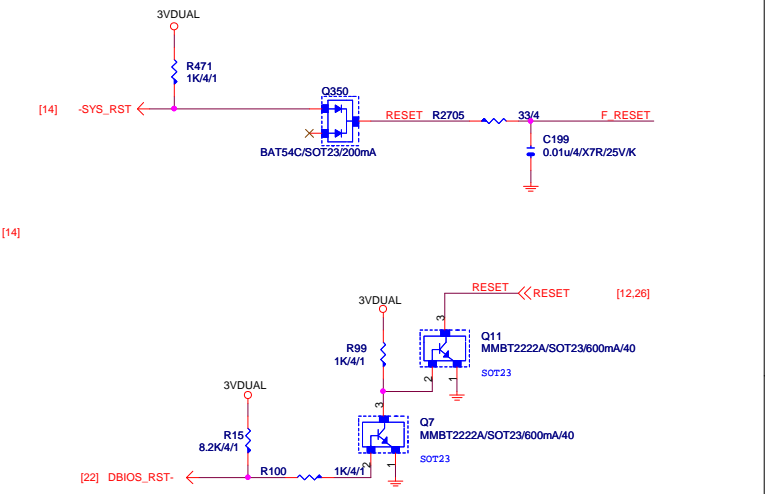 3VDUAL
R471
1K/4/1
Q350
[14] -SYS_RST
RESET R2705 33/4 F_RESET
C199
0.01u/4/X7R/25V/K
BAT54C/SOT23/200mA
[14]
RESET
RESET [12,26]
3VDUAL
3
Q11
MMBT2222A/SOT23/600mA/40
R99
1K/4/1
SOT23
2 1
3VDUAL
3
Q7
MMBT2222A/SOT23/600mA/40
R15
8.2K/4/1
SOT23
2 1
[22] DBIOS_RST- R100 1K/4/1